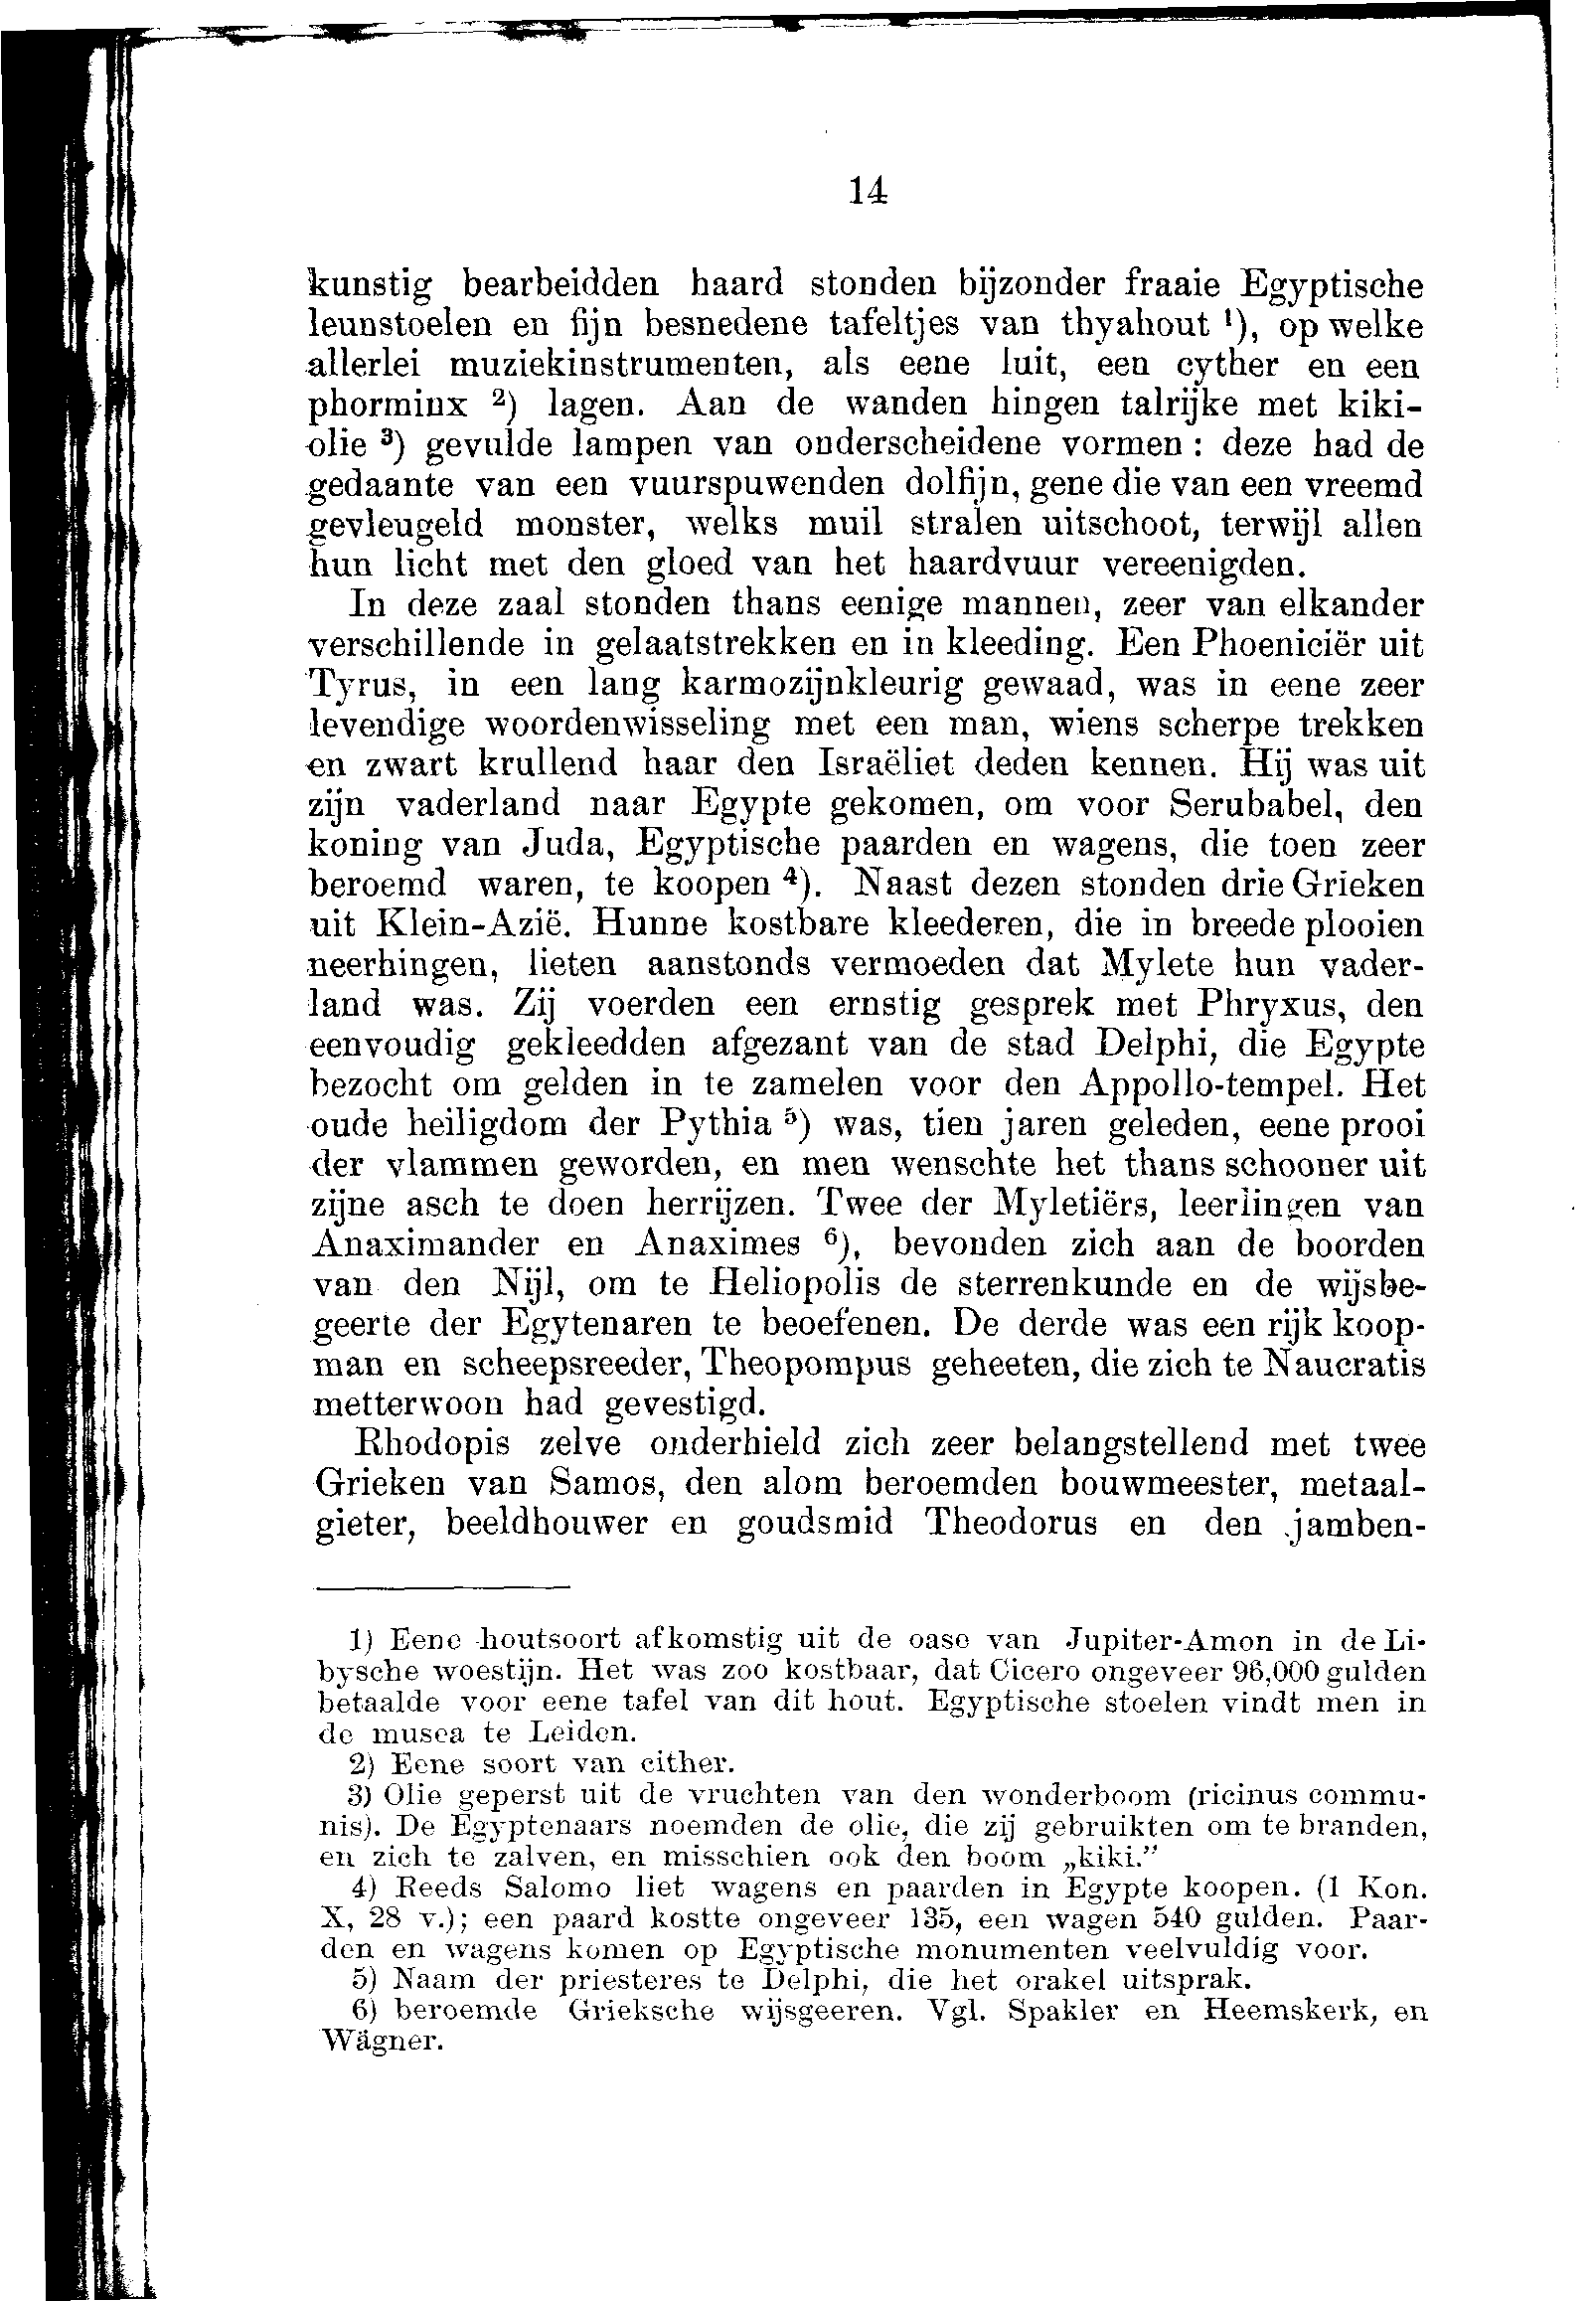 14
kunstig bearbeidden haard stonden bijzonder fraaie Egyptische
leunstoelen en fijn besnedene tafeltjes van thyahout ¹), op welke
allerlei muziekinstrumenten, als eene luit, een cyther en een
phorminx ²) lagen. Aan de wanden hingen talrijke met kiki-
olie ³) gevulde lampen van onderscheidene vormen: deze had de
gedaante van een vuurspuwenden dolfijn, gene die van een vreemd
gevleugeld monster, welks muil stralen uitschoot, terwijl allen
hun licht met den gloed van het haardvuur vereenigden.
In deze zaal stonden thans eenige mannen, zeer van elkander
verschillende in gelaatstrekken en in kleeding. Een Phoeniciër uit
Tyrus, in een lang karmozijnkleurig gewaad, was in eene zeer
levendige woordenwisseling met een man, wiens scherpe trekken
en zwart krullend haar den Israëliet deden kennen. Hij was uit
zijn vaderland naar Egypte gekomen, om voor Serubabel, den
koning van Juda, Egyptische paarden en wagens, die toen zeer
beroemd waren, te koopen ⁴). Naast dezen stonden drie Grieken
uit Klein-Azië. Hunne kostbare kleederen, die in breede plooien
neerhingen, lieten aanstonds vermoeden dat Mylete hun vader-
land was. Zij voerden een ernstig gesprek met Phryxus, den
eenvoudig gekleedden afgezant van de stad Delphi, die Egypte
bezocht om gelden in te zamelen voor den Appollo-tempel. Het
oude heiligdom der Pythia ⁵) was, tien jaren geleden, eene prooi
der vlammen geworden, en men wenschte het thans schooner uit
zijne asch te doen herrijzen. Twee der Myletiërs, leerlingen van
Anaximander en Anaximes ⁶), bevonden zich aan de boorden
van den Nijl, om te Heliopolis de sterrenkunde en de wijsbe-
geerte der Egytenaren te beoefenen. De derde was een rijk koop-
man en scheepsreeder, Theopompus geheeten, die zich te Naucratis
metterwoon had gevestigd.
Rhodopis zelve onderhield zich zeer belangstellend met twee
Grieken van Samos, den alom beroemden bouwmeester, metaal-
gieter, beeldhouwer en goudsmid Theodorus en den jamben-
1) Eene houtsoort afkomstig uit de oase van Jupiter-Amon in de Li-
bysche woestijn. Het was zoo kostbaar, dat Cicero ongeveer 96,000 gulden
betaalde voor eene tafel van dit hout. Egyptische stoelen vindt men in
de musea te Leiden.
2) Eene soort van cither.
3) Olie geperst uit de vruchten van den wonderboom (ricinus commu-
nis). De Egyptenaars noemden de olie, die zij gebruikten om te branden,
en zich te zalven, en misschien ook den boom „kiki.”
4) Reeds Salomo liet wagens en paarden in Egypte koopen. (1 Kon.
X, 28 v.); een paard kostte ongeveer 135, een wagen 540 gulden. Paar-
den en wagens komen op Egyptische monumenten veelvuldig voor.
5) Naam der priesteres te Delphi, die het orakel uitsprak.
6) beroemde Grieksche wijsgeeren. Vgl. Spakler en Heemskerk, en
Wägner.